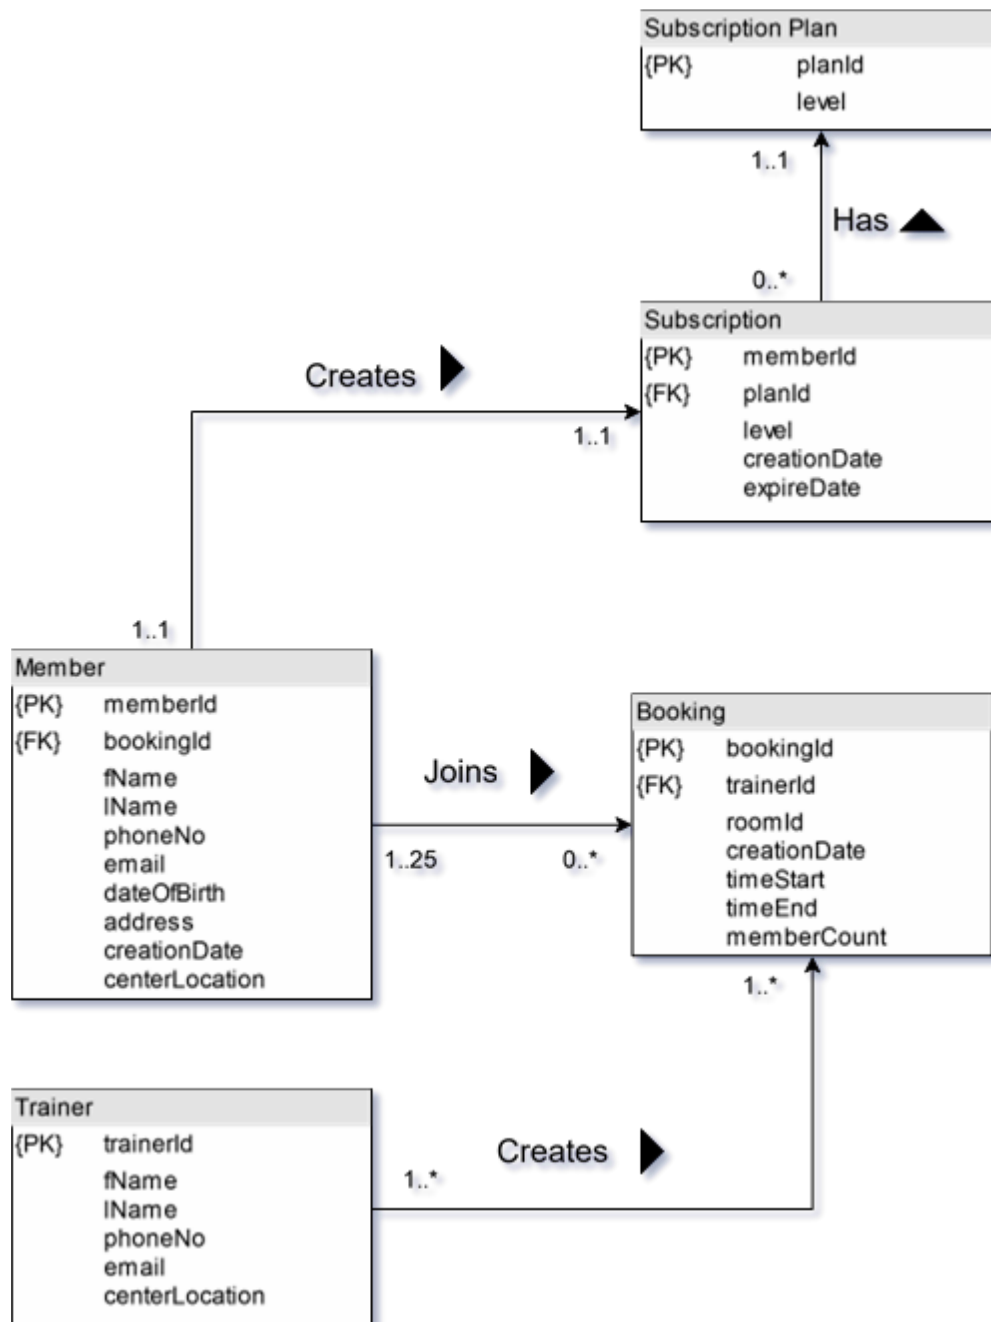 Subscription Plan
{PK} planId
level
1..1
Has
0..*
Subscription
{PK} memberId
{FK} planId
level
creationDate
expireDate
Creates
1..1
1..1
Member
{PK} memberId
{FK} bookingId
fName
lName
phoneNo
email
dateOfBirth
address
creationDate
centerLocation
Joins
1..25
0..*
Booking
{PK} bookingId
{FK} trainerId
roomId
creationDate
timeStart
timeEnd
memberCount
1..*
Trainer
{PK} trainerId
fName
lName
phoneNo
email
centerLocation
Creates
1..*